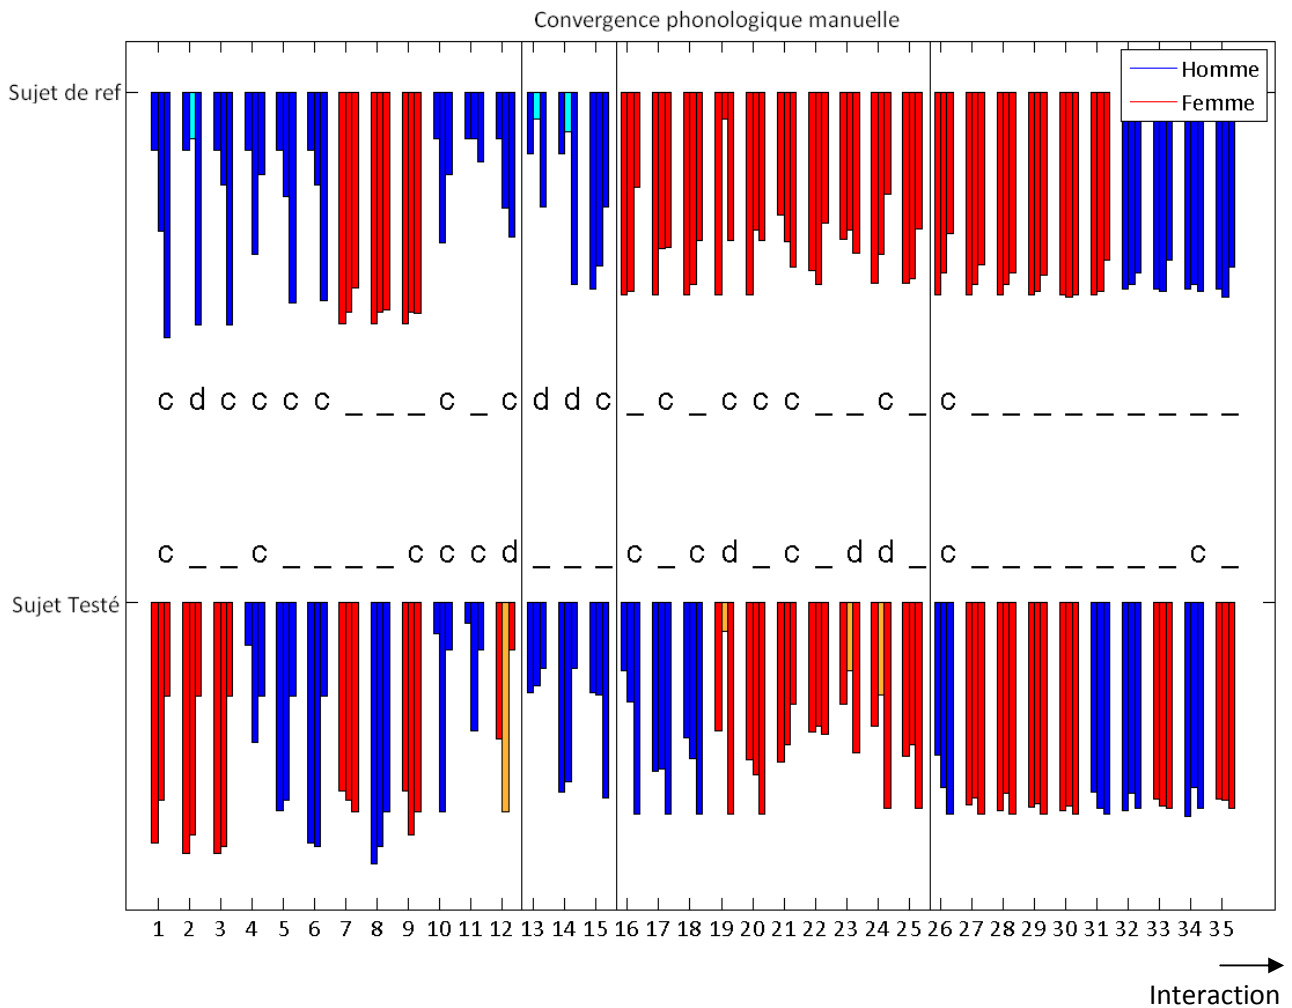 Convergence phonologique manuelle
Homme
Femme
Sujet de ref
c d c c c c _ _ _ c _ c d d c _ c _ c c c _ _ c _ c _ _ _ _ _ _ _ _ _
c _ _ c _ _ _ _ c c c d _ _ _ c _ c d _ c _ d d _ c _ _ _ _ _ _ _ c _
Sujet Testé
1 2 3 4 5 6 7 8 9 10 11 12 13 14 15 16 17 18 19 20 21 22 23 24 25 26 27 28 29 30 31 32 33 34 35
Interaction